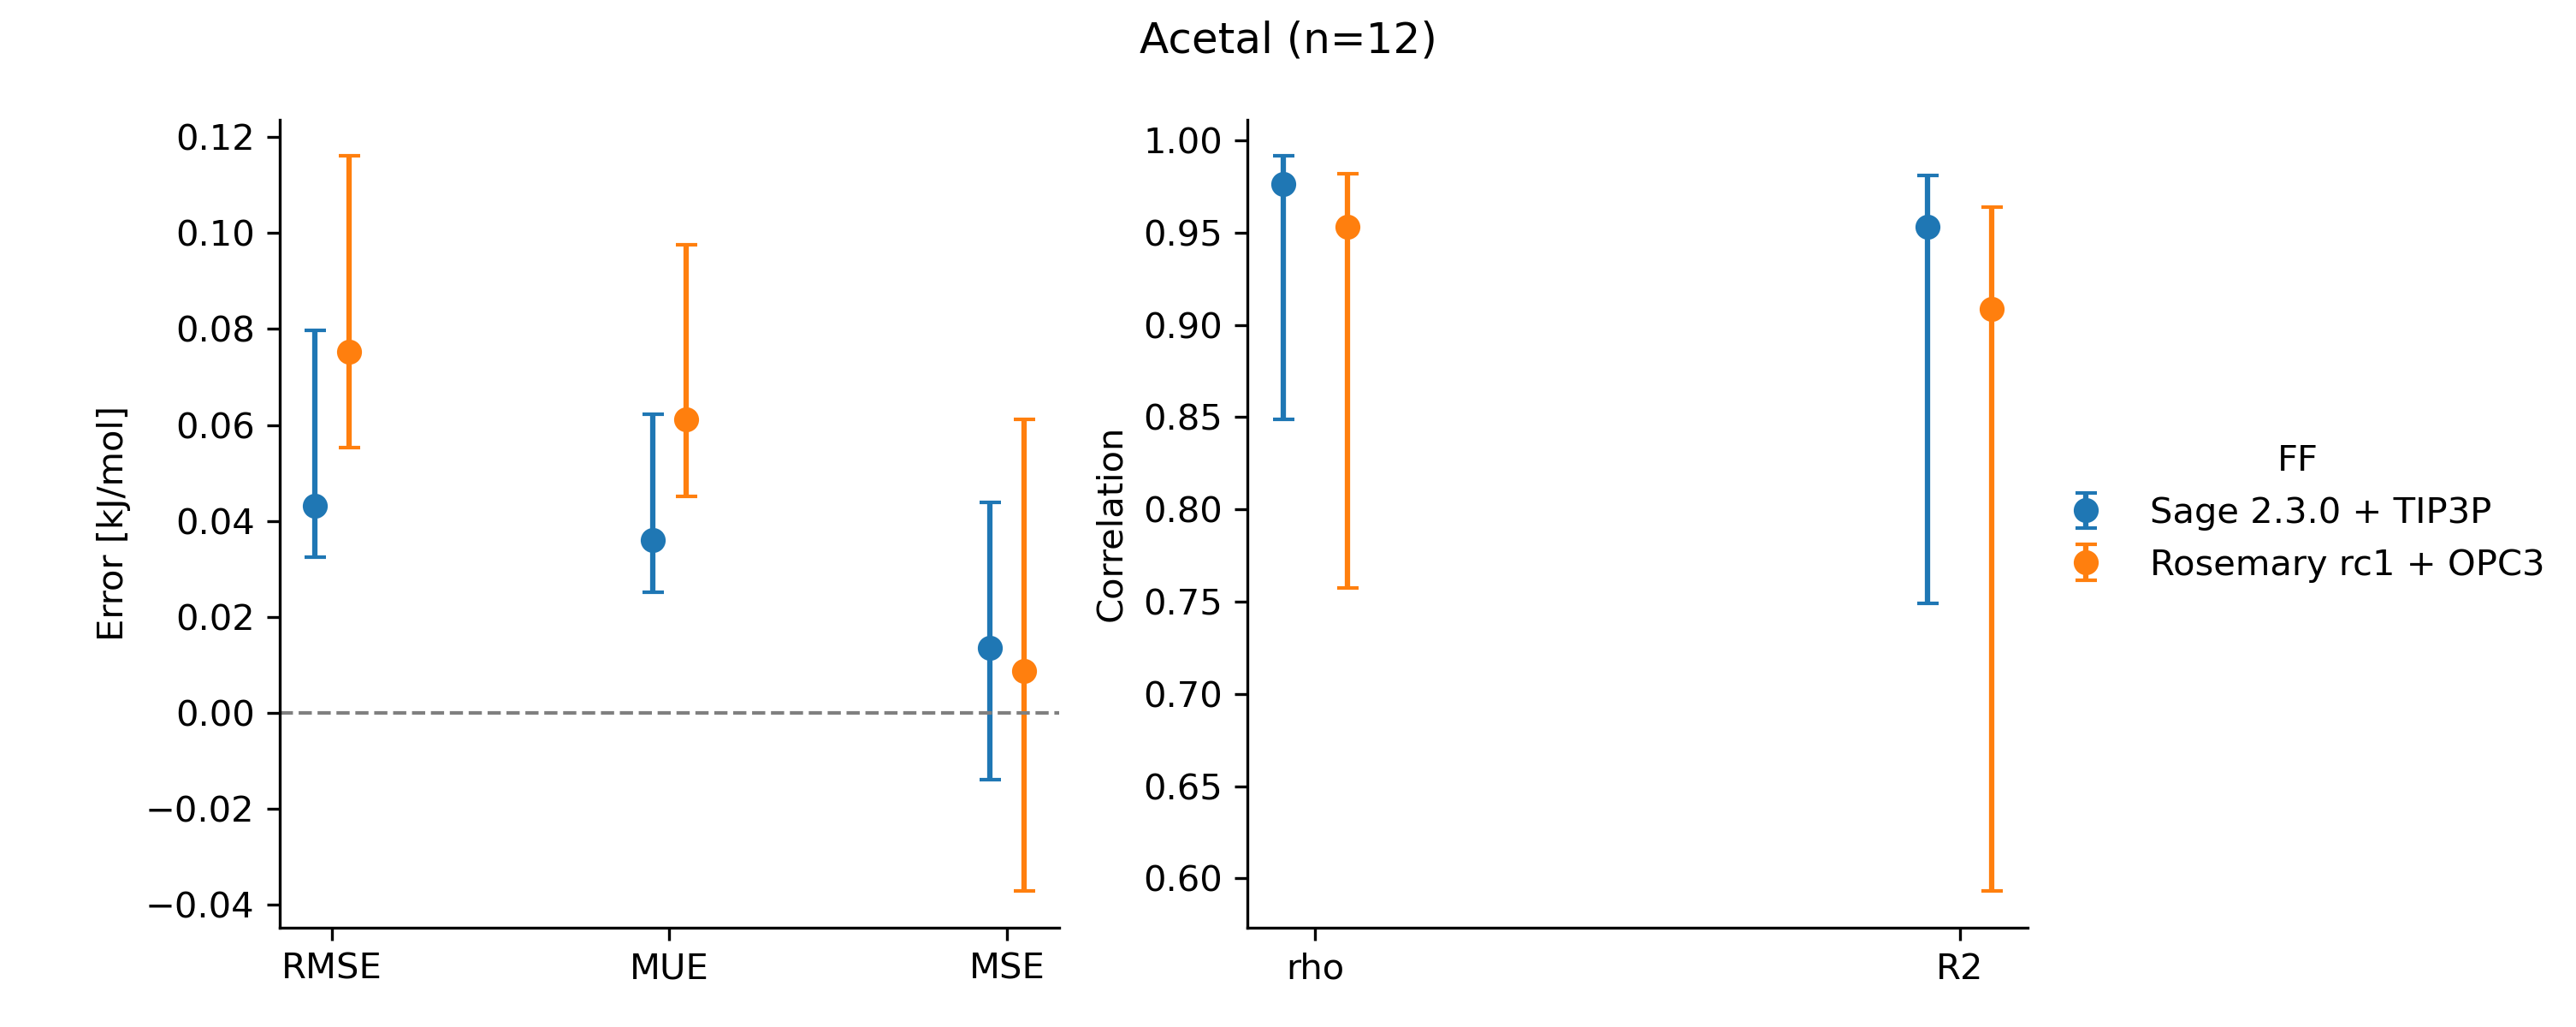 Acetal (n=12)
Error [kJ/mol]
0.12
0.10
0.08
0.06
0.04
0.02
0.00
−0.02
−0.04
RMSE
MUE
MSE
Correlation
1.00
0.95
0.90
0.85
0.80
0.75
0.70
0.65
0.60
rho
R2
FF
Sage 2.3.0 + TIP3P
Rosemary rc1 + OPC3